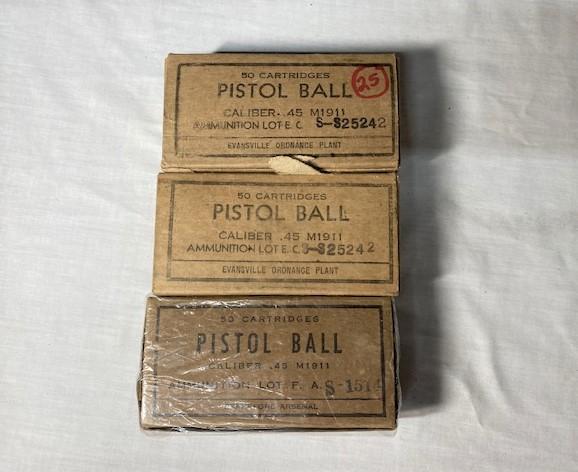 50 CARTRIDGES
PISTOL BALL
25
CALIBER .45 M1911
AMMUNITION LOT E. C. S-S25242
EVANSVILLE ORDNANCE PLANT
50 CARTRIDGES
PISTOL BALL
CALIBER .45 M1911
AMMUNITION LOT E. C. S-S25242
EVANSVILLE ORDNANCE PLANT
50 CARTRIDGES
PISTOL BALL
CALIBER .45 M1911
AMMUNITION LOT F. A. S-1514
ARSENAL